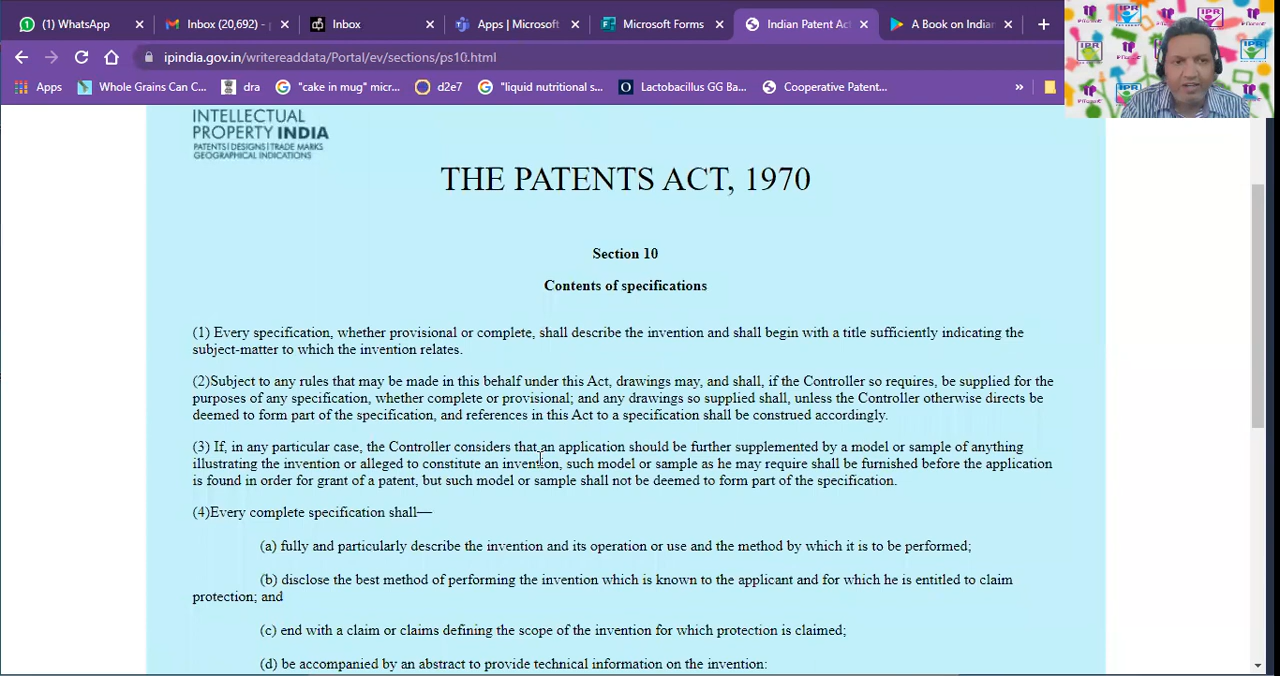 (1) WhatsApp
Inbox (20,692) -
Inbox
Apps | Microsoft
Microsoft Forms
Indian Patent Ac
A Book on Indian
ipindia.gov.in/writereaddata/Portal/ev/sections/ps10.html
Apps
Whole Grains Can C...
dra
"cake in mug" micr...
d2e7
"liquid nutritional s...
Lactobacillus GG Ba...
Cooperative Patent...
»
IPR
INTELLECTUAL
PROPERTY INDIA
PATENTS | DESIGNS | TRADE MARKS
GEOGRAPHICAL INDICATIONS
THE PATENTS ACT, 1970
Section 10
Contents of specifications
(1) Every specification, whether provisional or complete, shall describe the invention and shall begin with a title sufficiently indicating the
subject-matter to which the invention relates.
(2)Subject to any rules that may be made in this behalf under this Act, drawings may, and shall, if the Controller so requires, be supplied for the
purposes of any specification, whether complete or provisional; and any drawings so supplied shall, unless the Controller otherwise directs be
deemed to form part of the specification, and references in this Act to a specification shall be construed accordingly.
(3) If, in any particular case, the Controller considers that an application should be further supplemented by a model or sample of anything
illustrating the invention or alleged to constitute an invention, such model or sample as he may require shall be furnished before the application
is found in order for grant of a patent, but such model or sample shall not be deemed to form part of the specification.
(4)Every complete specification shall—
(a) fully and particularly describe the invention and its operation or use and the method by which it is to be performed;
(b) disclose the best method of performing the invention which is known to the applicant and for which he is entitled to claim
protection; and
(c) end with a claim or claims defining the scope of the invention for which protection is claimed;
(d) be accompanied by an abstract to provide technical information on the invention: